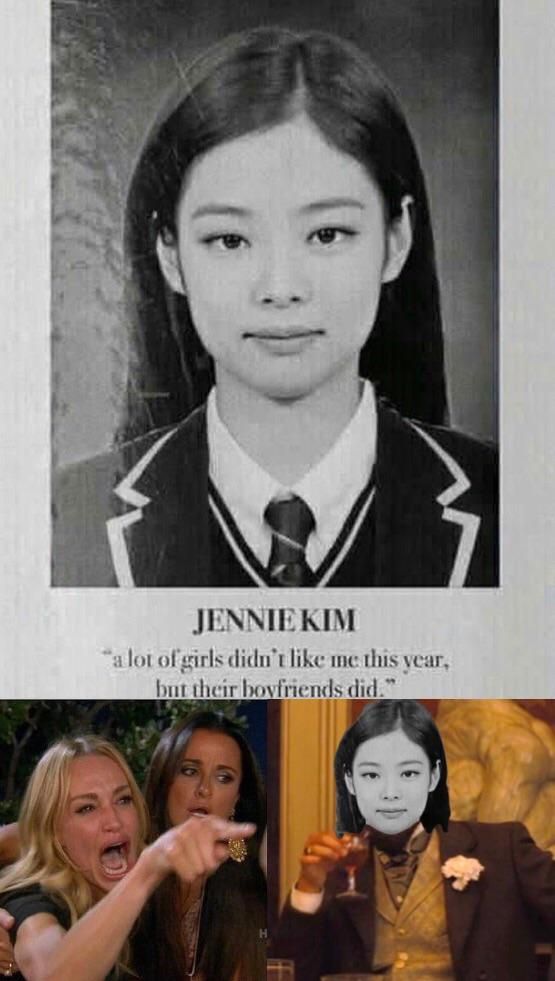 JENNIE KIM
"a lot of girls didn't like me this year,
but their boyfriends did."
H